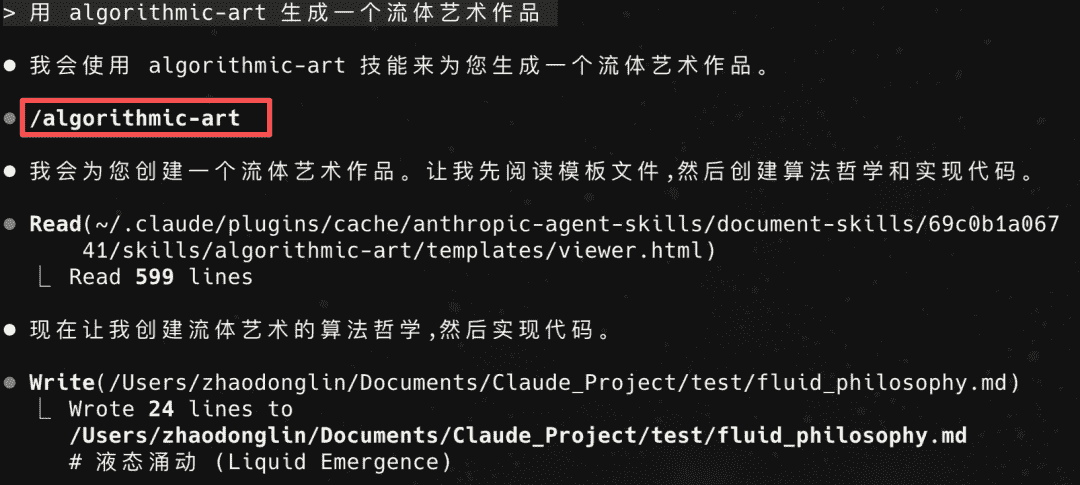 > 用 algorithmic-art 生成一个流体艺术作品
● 我会使用 algorithmic-art 技能来为您生成一个流体艺术作品。
● /algorithmic-art
● 我会为您创建一个流体艺术作品。让我先阅读模板文件,然后创建算法哲学和实现代码。
● Read(~/.claude/plugins/cache/anthropic-agent-skills/document-skills/69c0b1a067
41/skills/algorithmic-art/templates/viewer.html)
⎿ Read 599 lines
● 现在让我创建流体艺术的算法哲学,然后实现代码。
● Write(/Users/zhaodonglin/Documents/Claude_Project/test/fluid_philosophy.md)
⎿ Wrote 24 lines to
/Users/zhaodonglin/Documents/Claude_Project/test/fluid_philosophy.md
# 液态涌动 (Liquid Emergence)